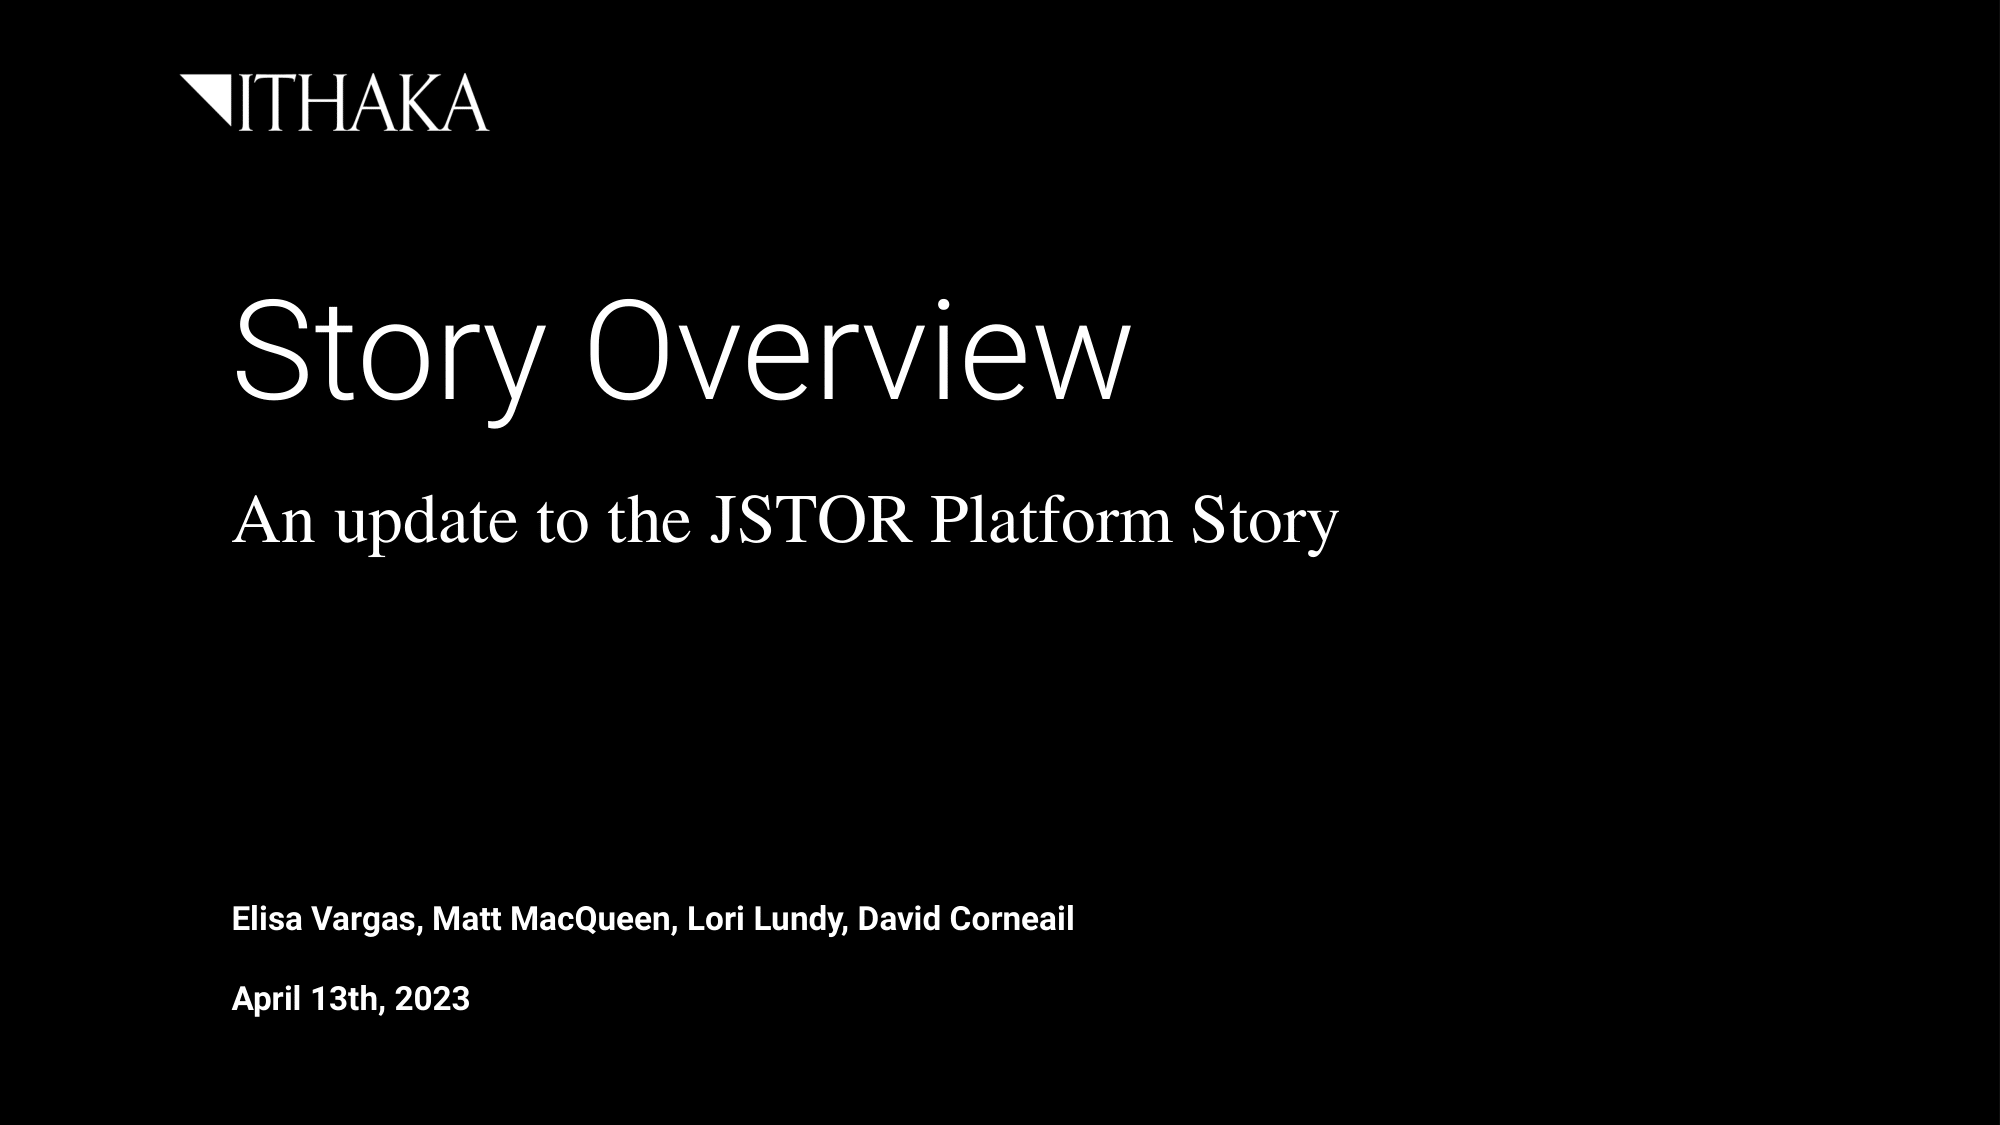 ITHAKA
Story Overview
An update to the JSTOR Platform Story
Elisa Vargas, Matt MacQueen, Lori Lundy, David Corneail
April 13th, 2023